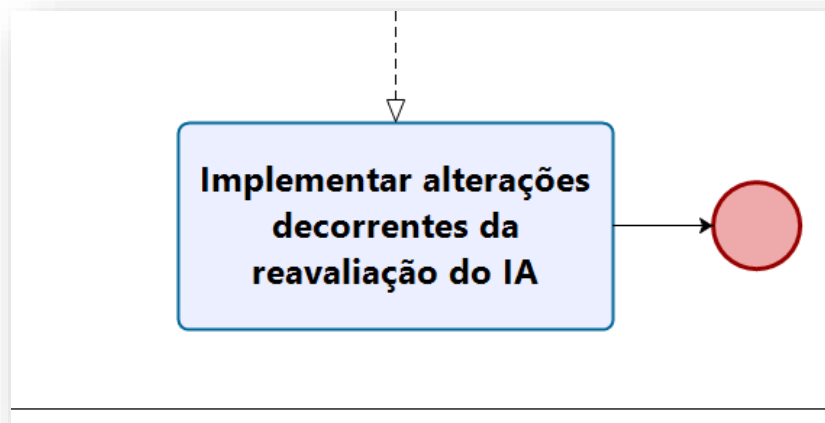 Implementar alterações
decorrentes da
reavaliação do IA